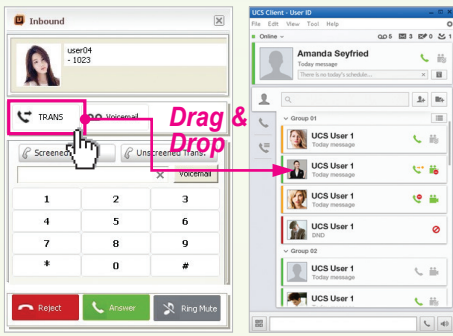 Inbound
user04
- 1023
TRANS
Voicemail
Drag &
Drop
Screened
Unscreened Trans.
Voicemail
1 2 3
4 5 6
7 8 9
* 0 #
Reject
Answer
Ring Mute
UCS Client - User ID
File Edit View Tool Help
Online
5 3 0 1
Amanda Seyfried
Today message
There is no today's schedule...
Group 01
UCS User 1
Today message
UCS User 1
Today message
UCS User 1
Today message
UCS User 1
DND
Group 02
UCS User 1
Today message
UCS User 1
Today message